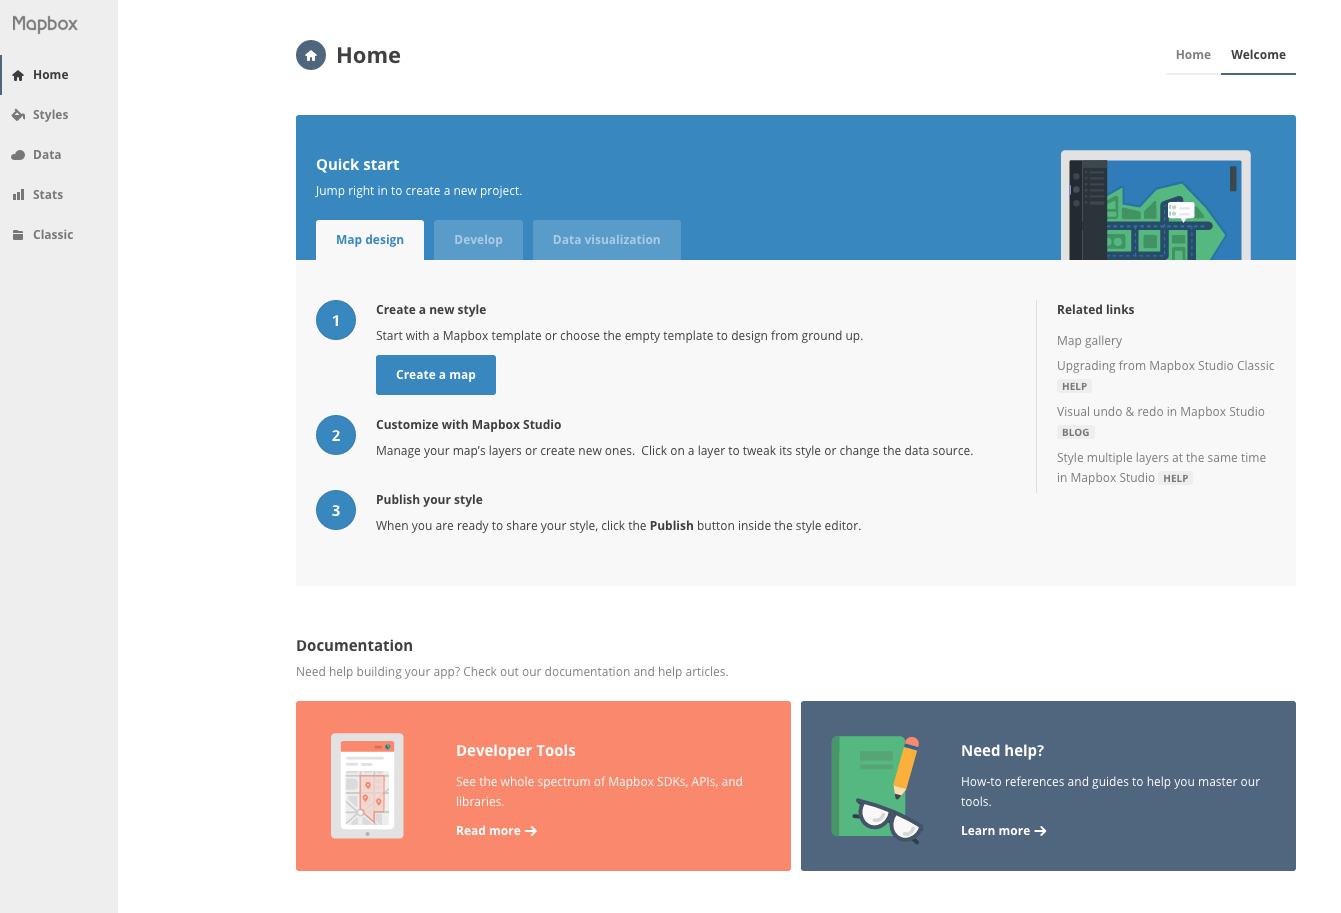 Mapbox
Home
Styles
Data
Stats
Classic
Home
Home
Welcome
Quick start
Jump right in to create a new project.
Map design
Develop
Data visualization
1
Create a new style
Start with a Mapbox template or choose the empty template to design from ground up.
Create a map
2
Customize with Mapbox Studio
Manage your map’s layers or create new ones.  Click on a layer to tweak its style or change the data source.
3
Publish your style
When you are ready to share your style, click the Publish button inside the style editor.
Related links
Map gallery
Upgrading from Mapbox Studio Classic
HELP
Visual undo & redo in Mapbox Studio
BLOG
Style multiple layers at the same time
in Mapbox Studio HELP
Documentation
Need help building your app? Check out our documentation and help articles.
Developer Tools
See the whole spectrum of Mapbox SDKs, APIs, and
libraries.
Read more →
Need help?
How-to references and guides to help you master our
tools.
Learn more →